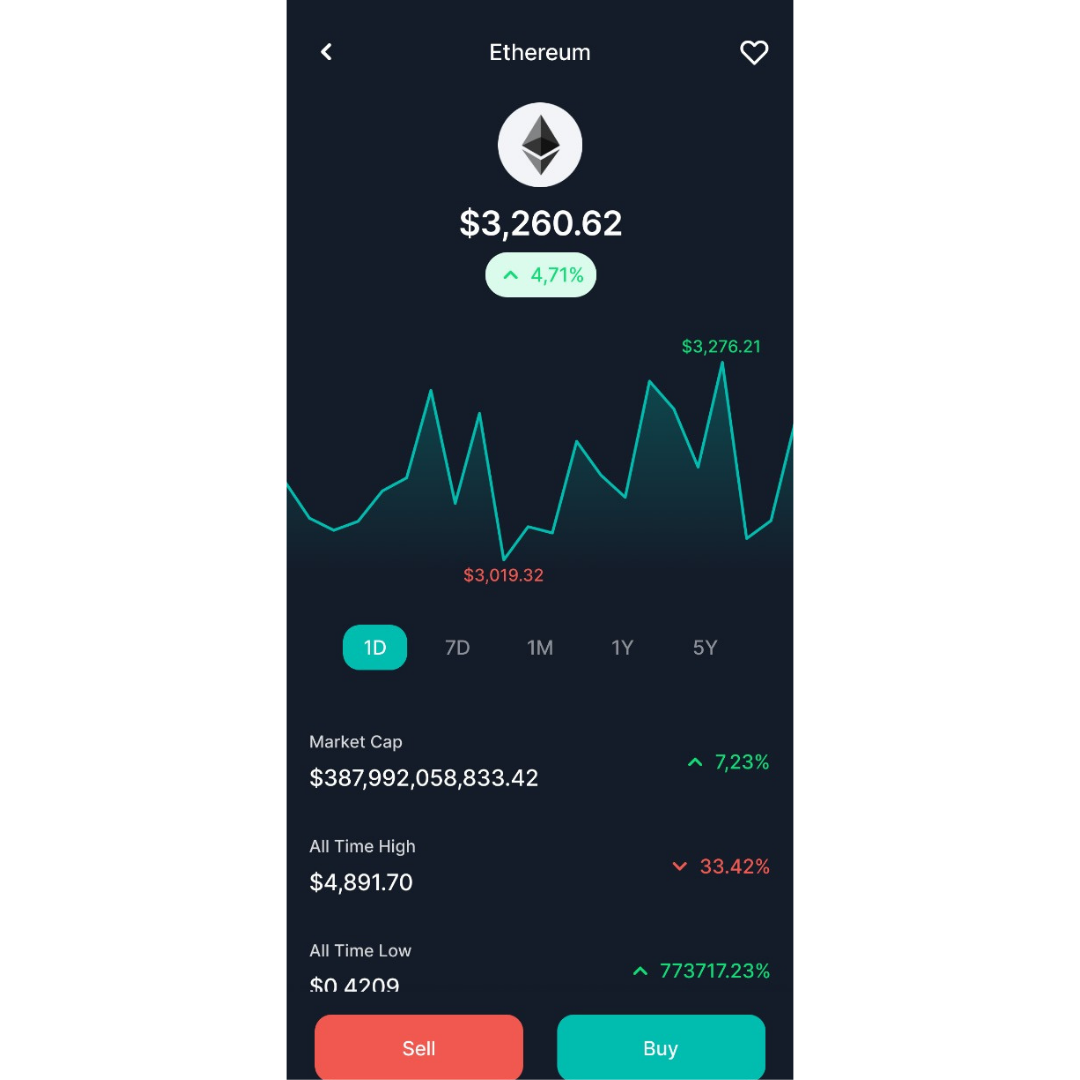 Ethereum
$3,260.62
4,71%
$3,276.21
$3,019.32
1D 7D 1M 1Y 5Y
Market Cap
$387,992,058,833.42
7,23%
All Time High
$4,891.70
33.42%
All Time Low
$0.4209
773717.23%
Sell Buy